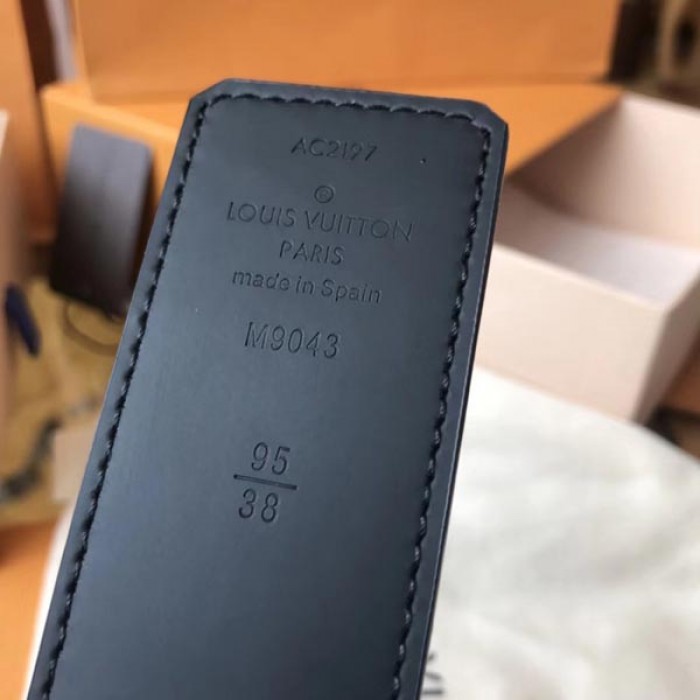 AC2197
®
LOUIS VUITTON
PARIS
made in Spain
M9043
95
38